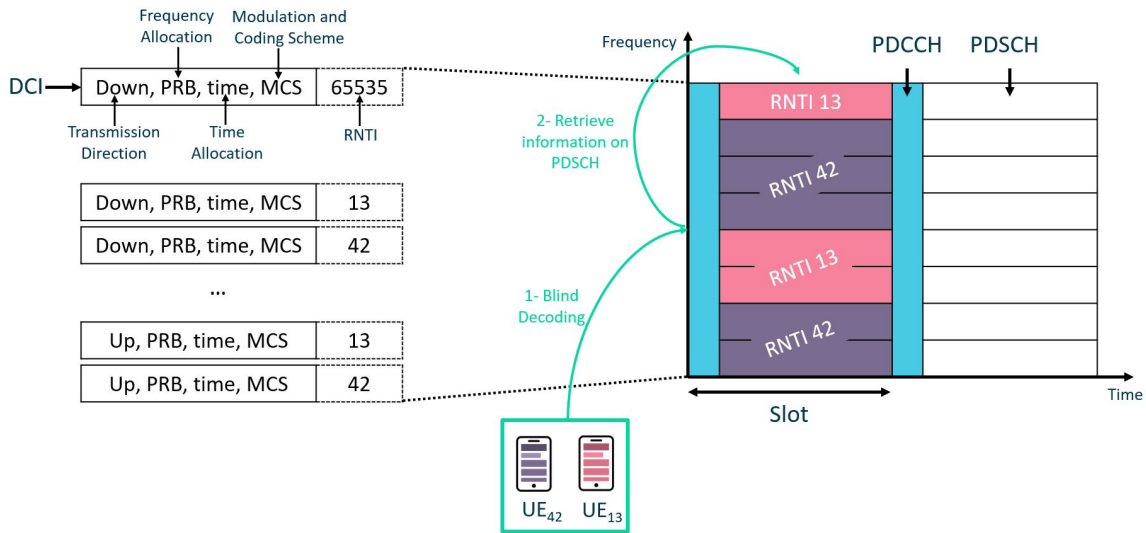 Frequency
Allocation
Modulation and
Coding Scheme
DCI
Down, PRB, time, MCS
65535
Transmission
Direction
Time
Allocation
RNTI
Down, PRB, time, MCS
13
Down, PRB, time, MCS
42
...
Up, PRB, time, MCS
13
Up, PRB, time, MCS
42
Frequency
PDCCH
PDSCH
2- Retrieve
information on
PDSCH
1- Blind
Decoding
RNTI 13
RNTI 42
RNTI 13
RNTI 42
Time
Slot
UE42
UE13